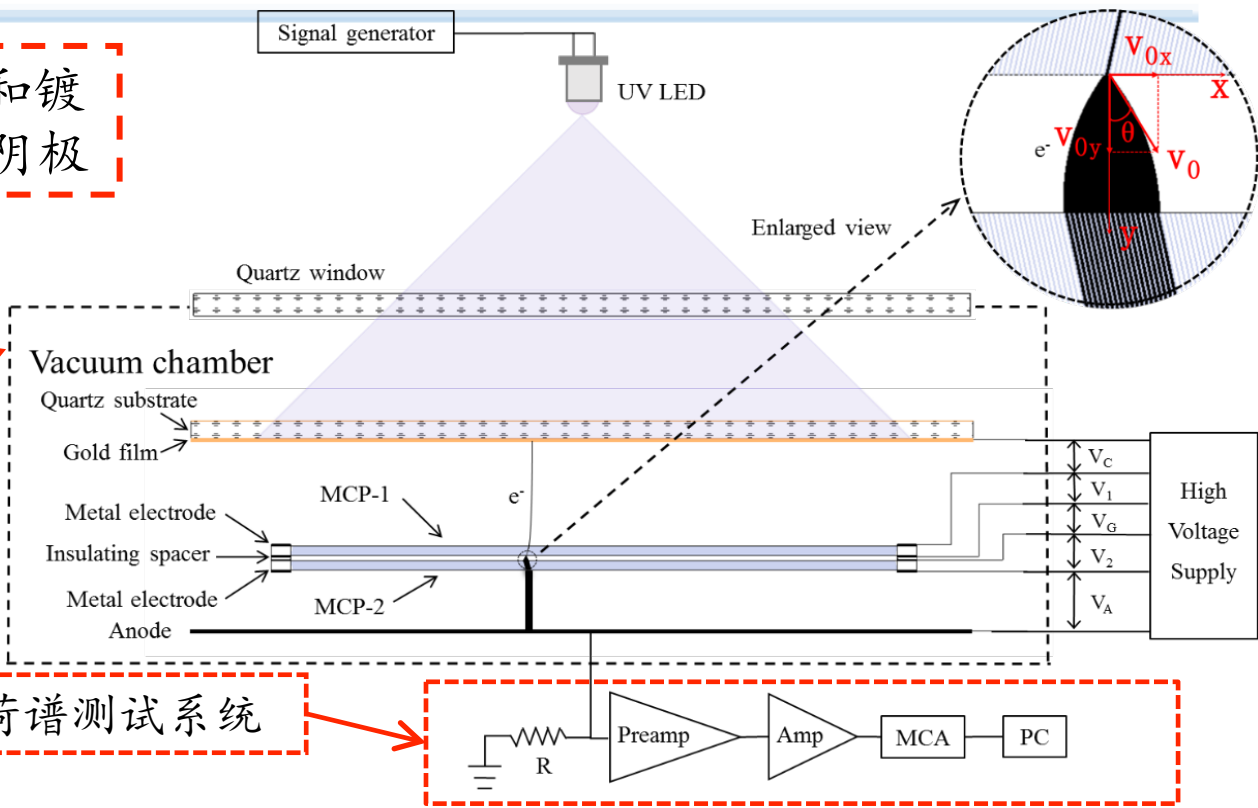 Signal generator
和镀
阴极
UV LED
V0x
X
e-
V0y
θ
V0
y
Enlarged view
Quartz window
Vacuum chamber
Quartz substrate
Gold film
MCP-1
e-
Metal electrode
Insulating spacer
Metal electrode
MCP-2
Anode
VC
V1
VG
V2
VA
High
Voltage
Supply
荷谱测试系统
R
Preamp
Amp
MCA
PC